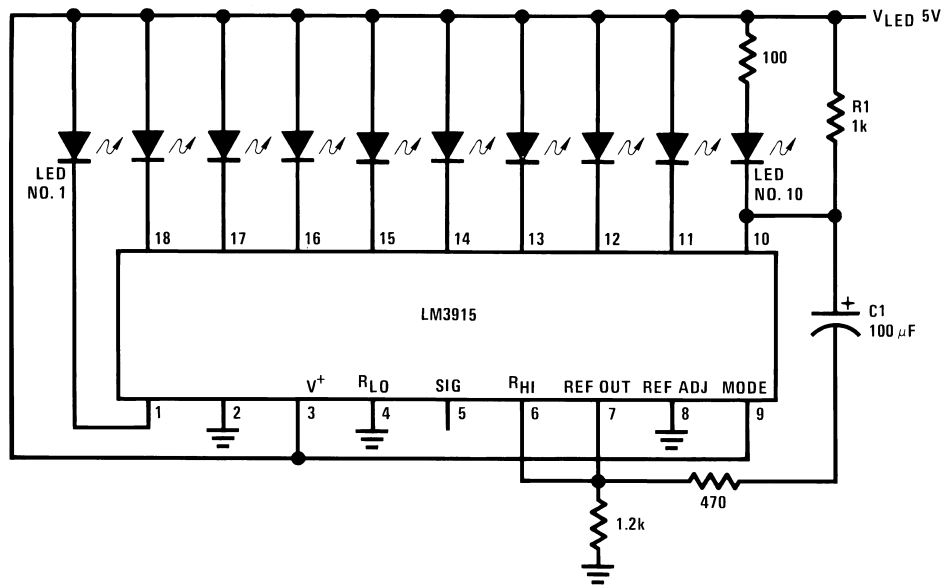 V_LED 5V
100
R1
1k
LED
NO. 1
LED
NO. 10
18 17 16 15 14 13 12 11 10
LM3915
C1
100 μF
V+ RLO SIG RHI REF OUT REF ADJ MODE
1 2 3 4 5 6 7 8 9
470
1.2k